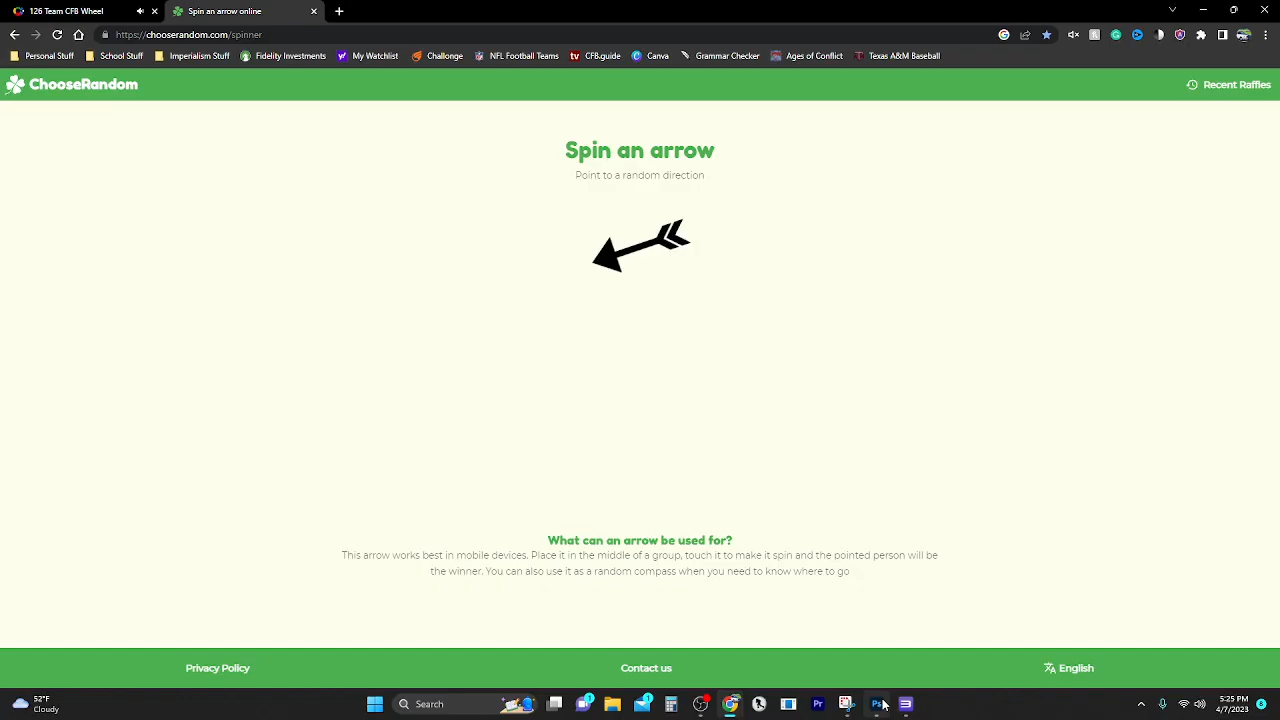 126 Team CFB Wheel
Spin an arrow online
https://chooserandom.com/spinner
Personal Stuff
School Stuff
Imperialism Stuff
Fidelity Investments
My Watchlist
Challonge
NFL Football Teams
CFB.guide
Canva
Grammar Checker
Ages of Conflict
Texas A&M Baseball
ChooseRandom
Recent Raffles
Spin an arrow
Point to a random direction
What can an arrow be used for?
This arrow works best in mobile devices. Place it in the middle of a group, touch it to make it spin and the pointed person will be
the winner. You can also use it as a random compass when you need to know where to go
Privacy Policy
Contact us
English
52°F
Cloudy
Search
5:25 PM
4/7/2023